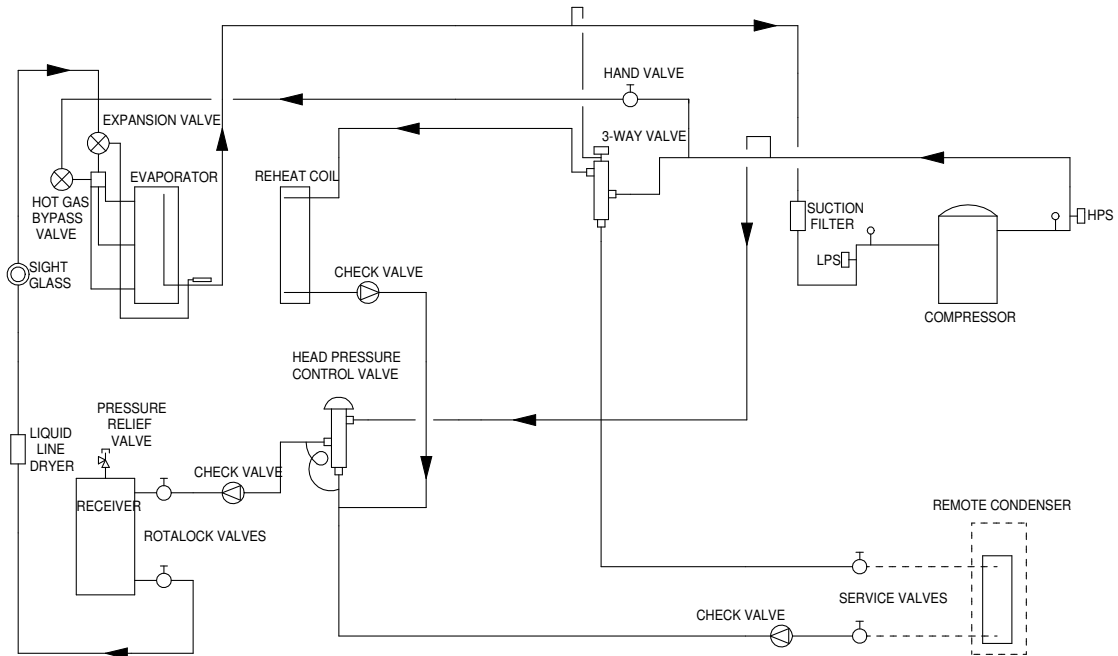 HAND VALVE
EXPANSION VALVE
3-WAY VALVE
EVAPORATOR
REHEAT COIL
HOT GAS
BYPASS
VALVE
SUCTION
FILTER
HPS
LPS
SIGHT
GLASS
CHECK VALVE
COMPRESSOR
HEAD PRESSURE
CONTROL VALVE
PRESSURE
RELIEF
VALVE
LIQUID
LINE
DRYER
CHECK VALVE
RECEIVER
ROTALOCK VALVES
REMOTE CONDENSER
SERVICE VALVES
CHECK VALVE